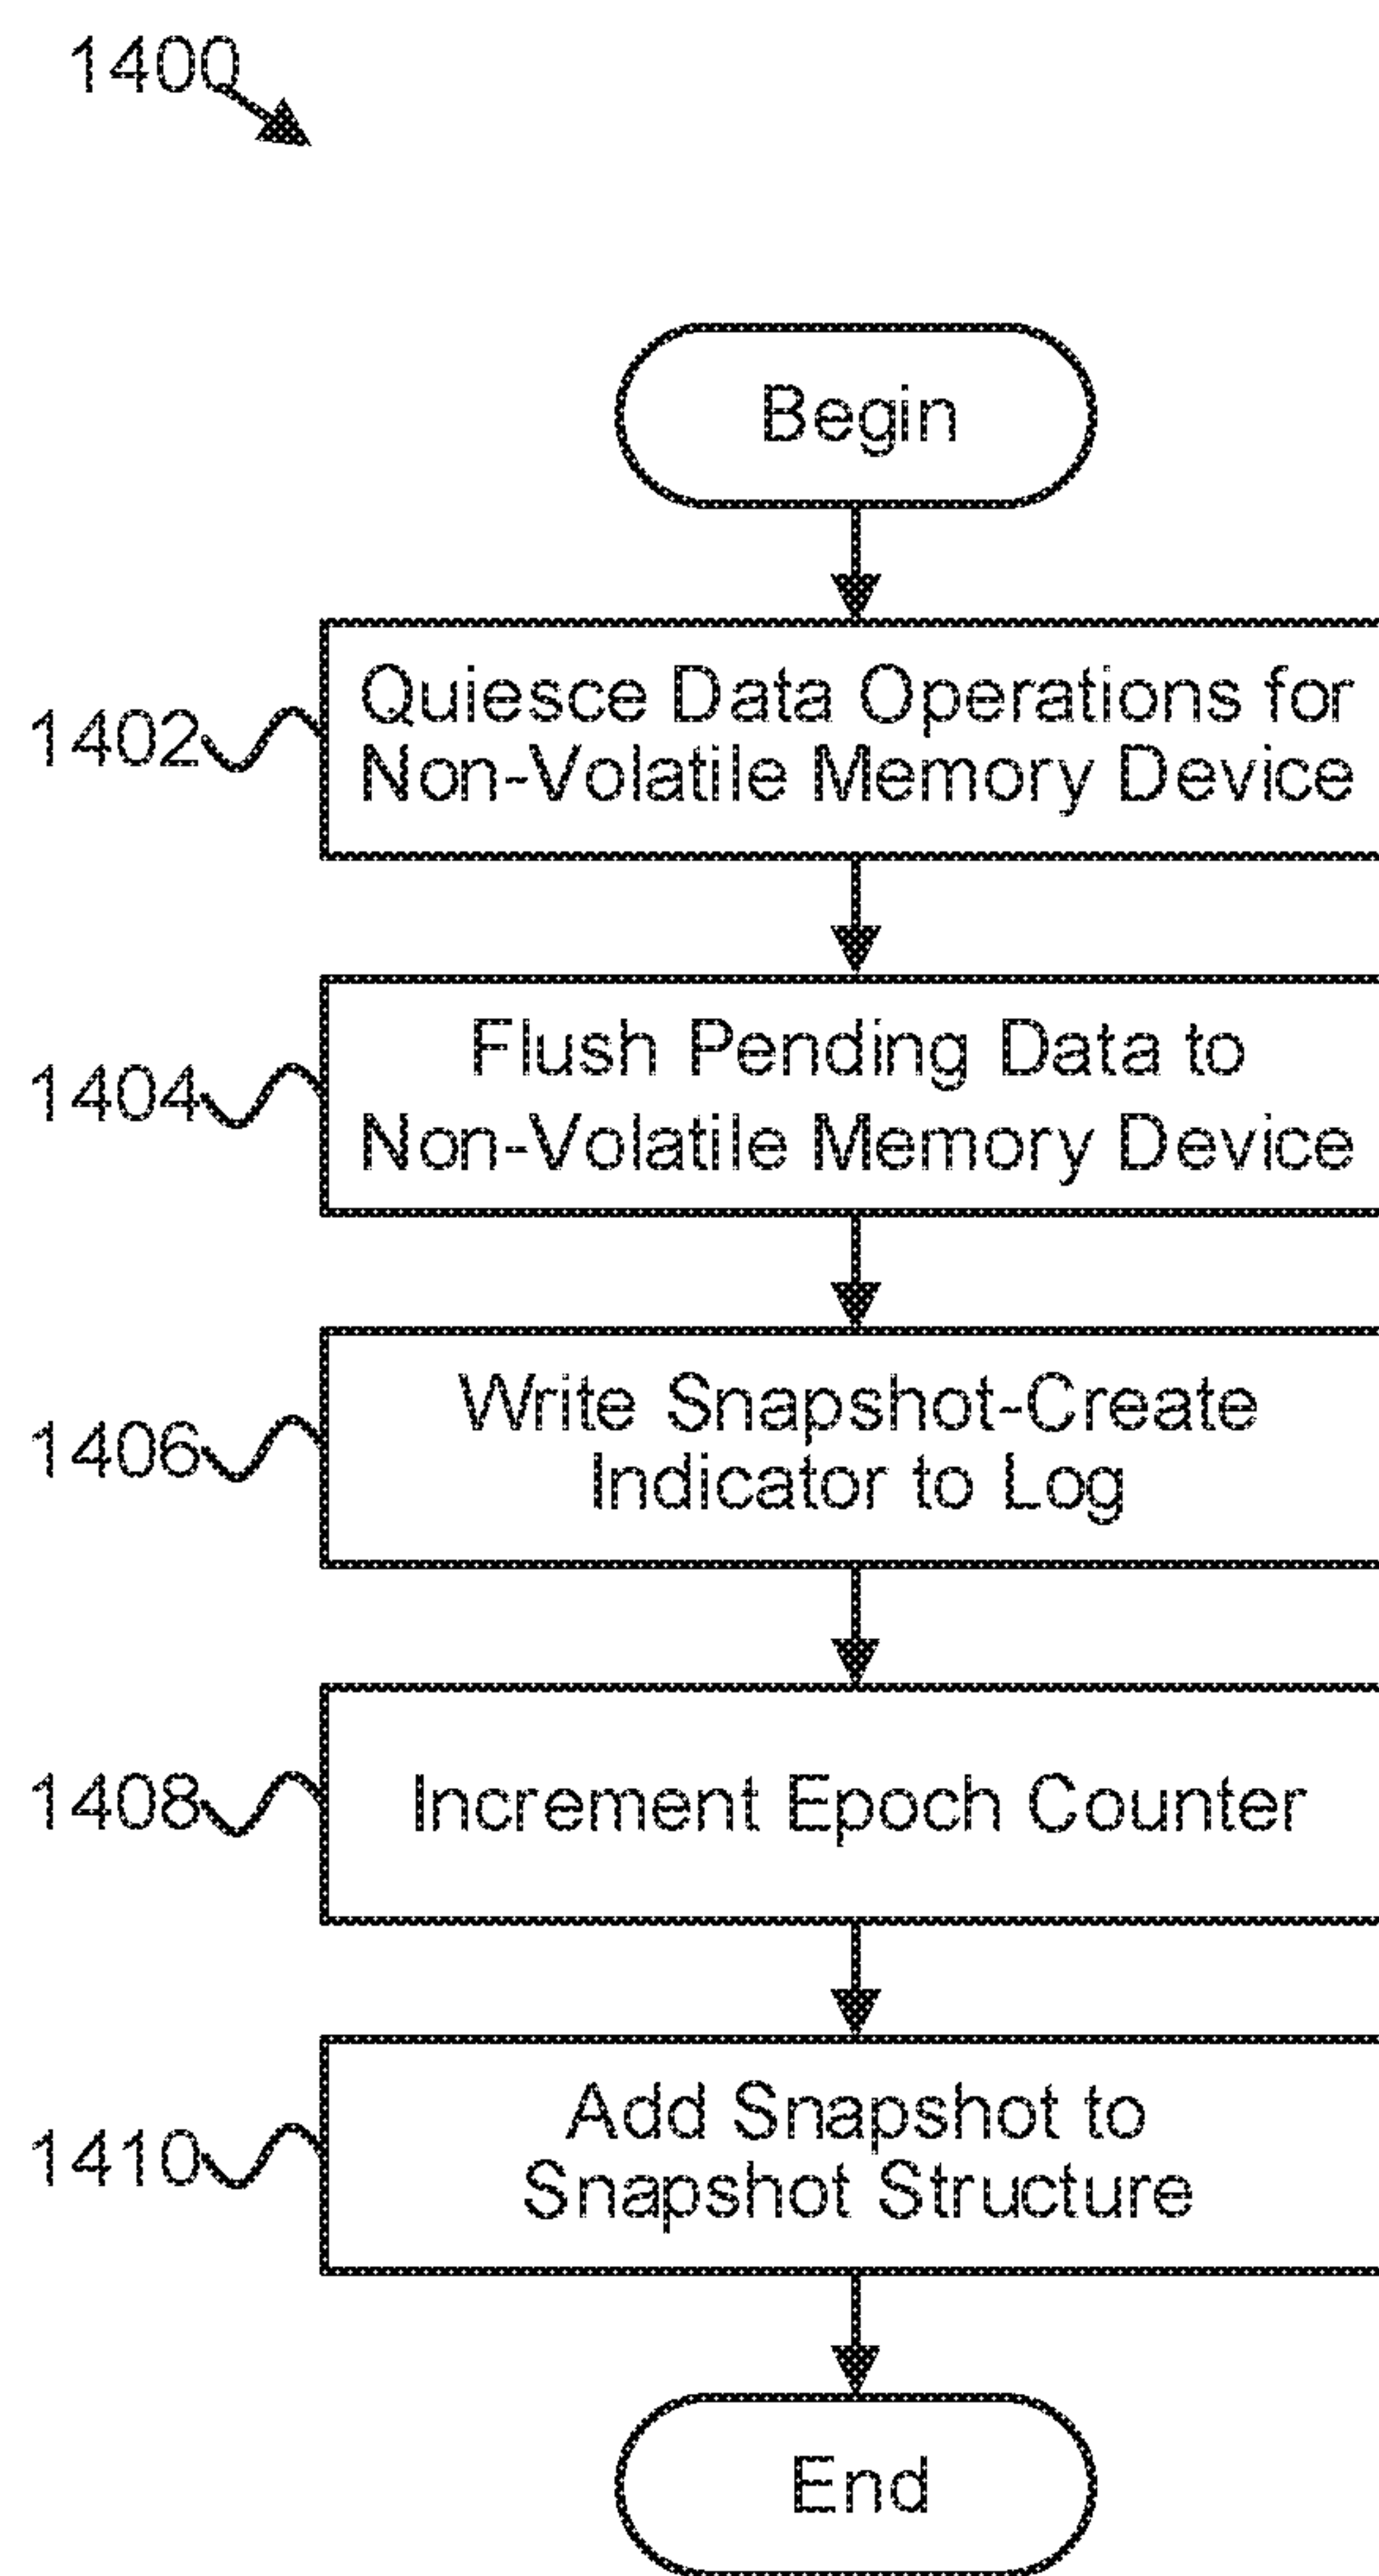 1400
Begin
1402
Quiesce Data Operations for
Non-Volatile Memory Device
1404
Flush Pending Data to
Non-Volatile Memory Device
1406
Write Snapshot-Create
Indicator to Log
1408
Increment Epoch Counter
1410
Add Snapshot to
Snapshot Structure
End